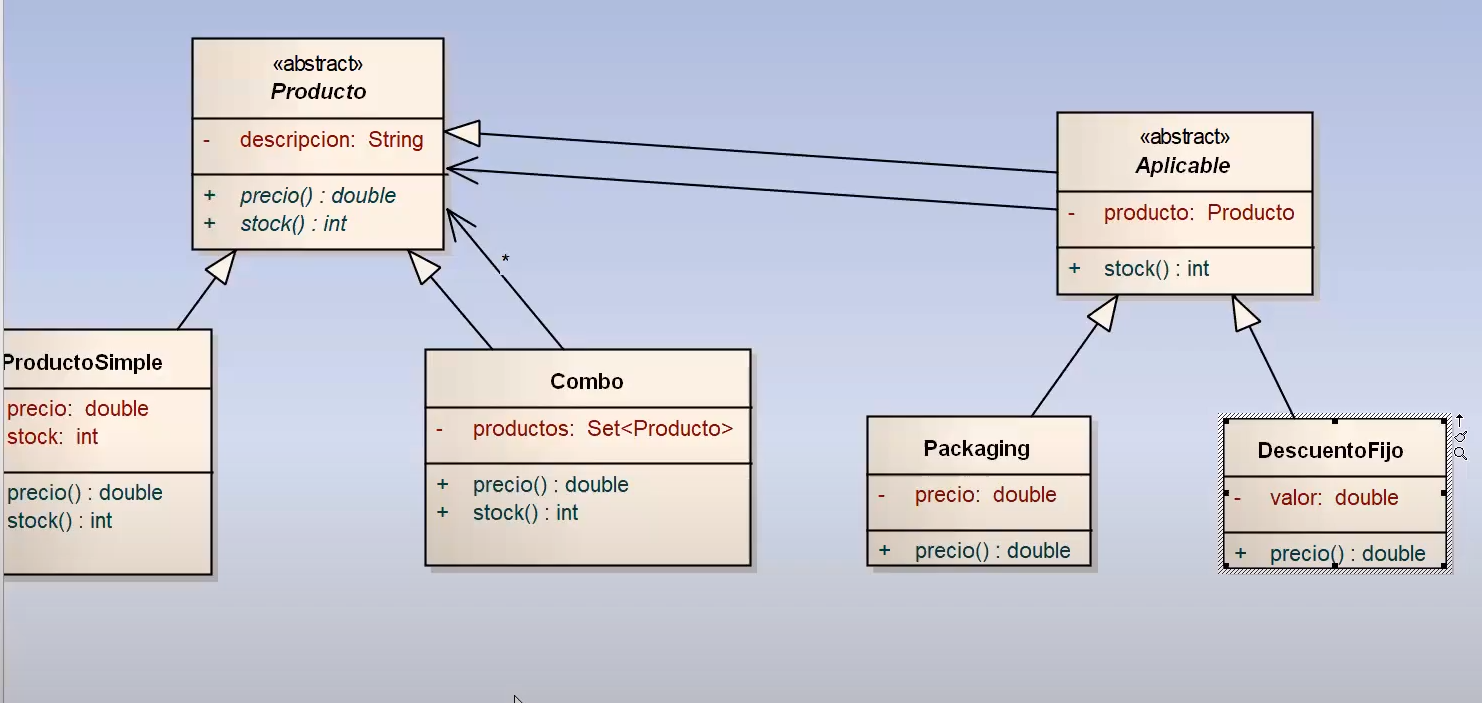 «abstract»
Producto
- descripcion: String
+ precio() : double
+ stock() : int
«abstract»
Aplicable
- producto: Producto
+ stock() : int
*
ProductoSimple
precio: double
stock: int
precio() : double
stock() : int
Combo
- productos: Set<Producto>
+ precio() : double
+ stock() : int
Packaging
- precio: double
+ precio() : double
DescuentoFijo
- valor: double
+ precio() : double